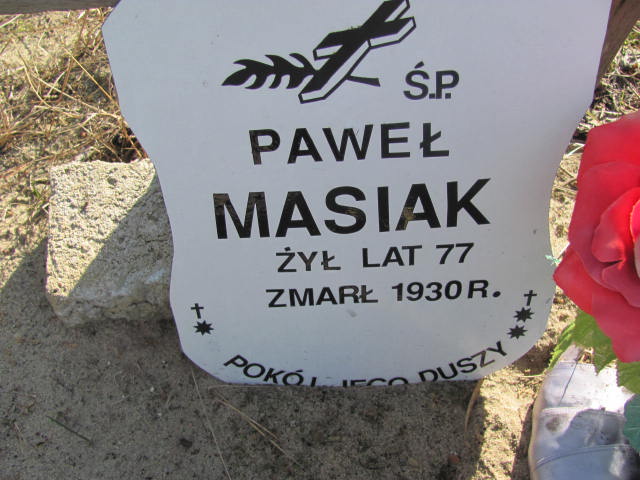 Ś.P.
PAWEŁ
MASIAK
ŻYŁ LAT 77
ZMARŁ 1930 R.
POKÓJ JEGO DUSZY